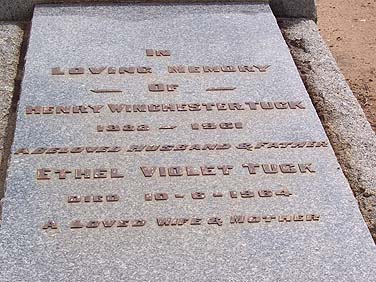 IN
LOVING MEMORY
— OF —
HENRY WINCHESTER TUCK
1882 — 1961
A BELOVED HUSBAND & FATHER
ETHEL VIOLET TUCK
DIED 10-6-1964
A LOVED WIFE & MOTHER